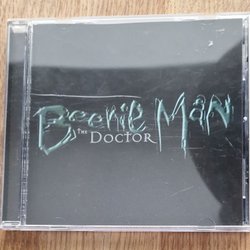 Beenie Man
THE DOCTOR